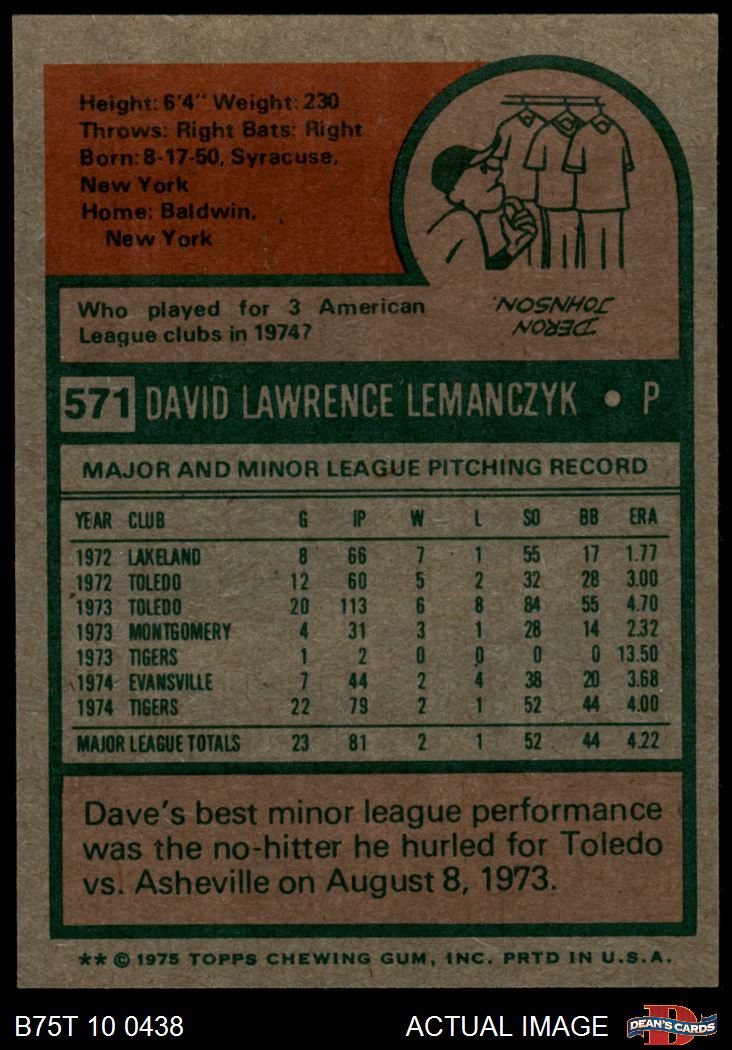 Height: 6'4" Weight: 230
Throws: Right Bats: Right
Born: 8-17-50, Syracuse,
New York
Home: Baldwin,
New York
Who played for 3 American
League clubs in 1974?
DERON
JOHNSON.
571 DAVID LAWRENCE LEMANCZYK • P
MAJOR AND MINOR LEAGUE PITCHING RECORD
YEAR CLUB G IP W L SO BB ERA
1972 LAKELAND 8 66 7 1 55 17 1.77
1972 TOLEDO 12 60 5 2 32 28 3.00
1973 TOLEDO 20 113 6 8 84 55 4.70
1973 MONTGOMERY 4 31 3 1 28 14 2.32
1973 TIGERS 1 2 0 0 0 0 13.50
1974 EVANSVILLE 7 44 2 4 38 20 3.68
1974 TIGERS 22 79 2 1 52 44 4.00
MAJOR LEAGUE TOTALS 23 81 2 1 52 44 4.22
Dave's best minor league performance
was the no-hitter he hurled for Toledo
vs. Asheville on August 8, 1973.
** © 1975 TOPPS CHEWING GUM, INC. PRTD IN U.S.A.
B75T 10 0438 ACTUAL IMAGE DEAN'S CARDS